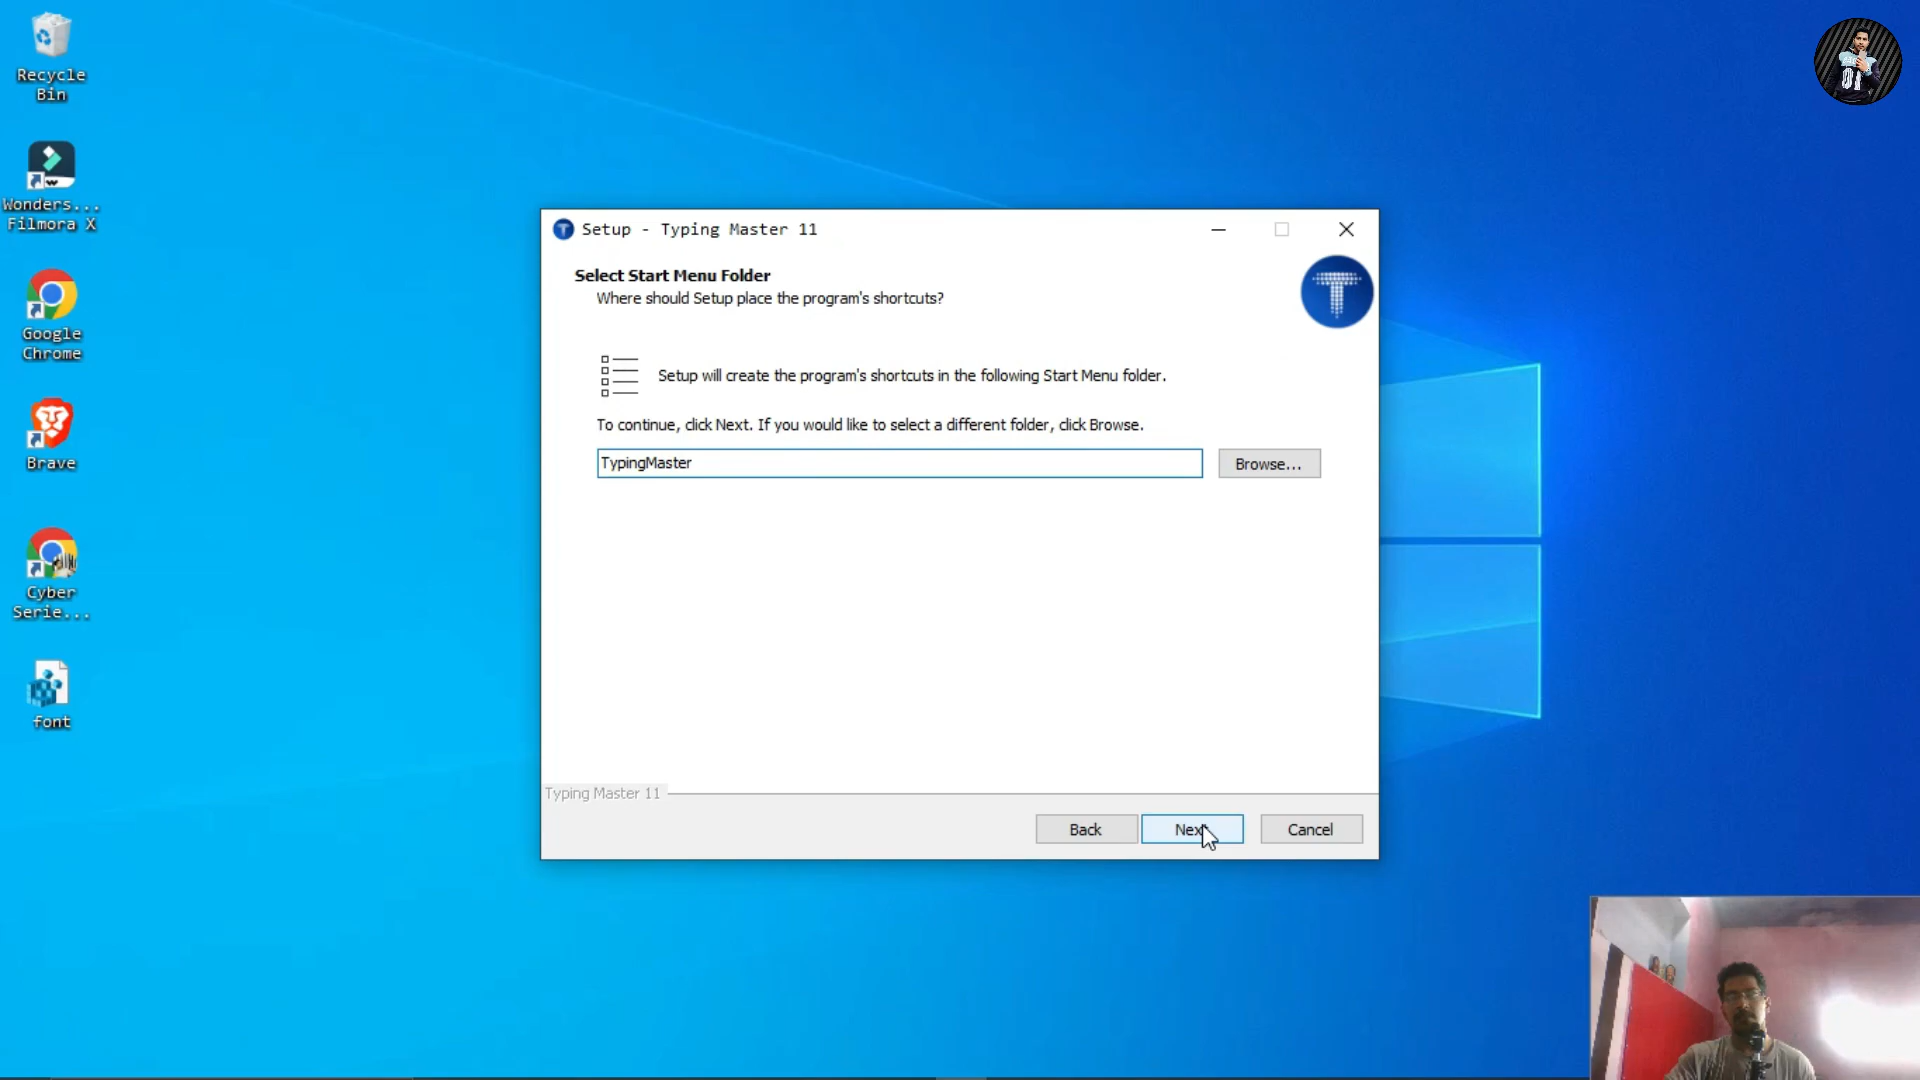 Recycle
Bin
Wonders...
Filmora X
Google
Chrome
Brave
Cyber
Serie...
font
Setup - Typing Master 11
Select Start Menu Folder
Where should Setup place the program's shortcuts?
Setup will create the program's shortcuts in the following Start Menu folder.
To continue, click Next. If you would like to select a different folder, click Browse.
TypingMaster
Browse...
Typing Master 11
Back
Next
Cancel
01